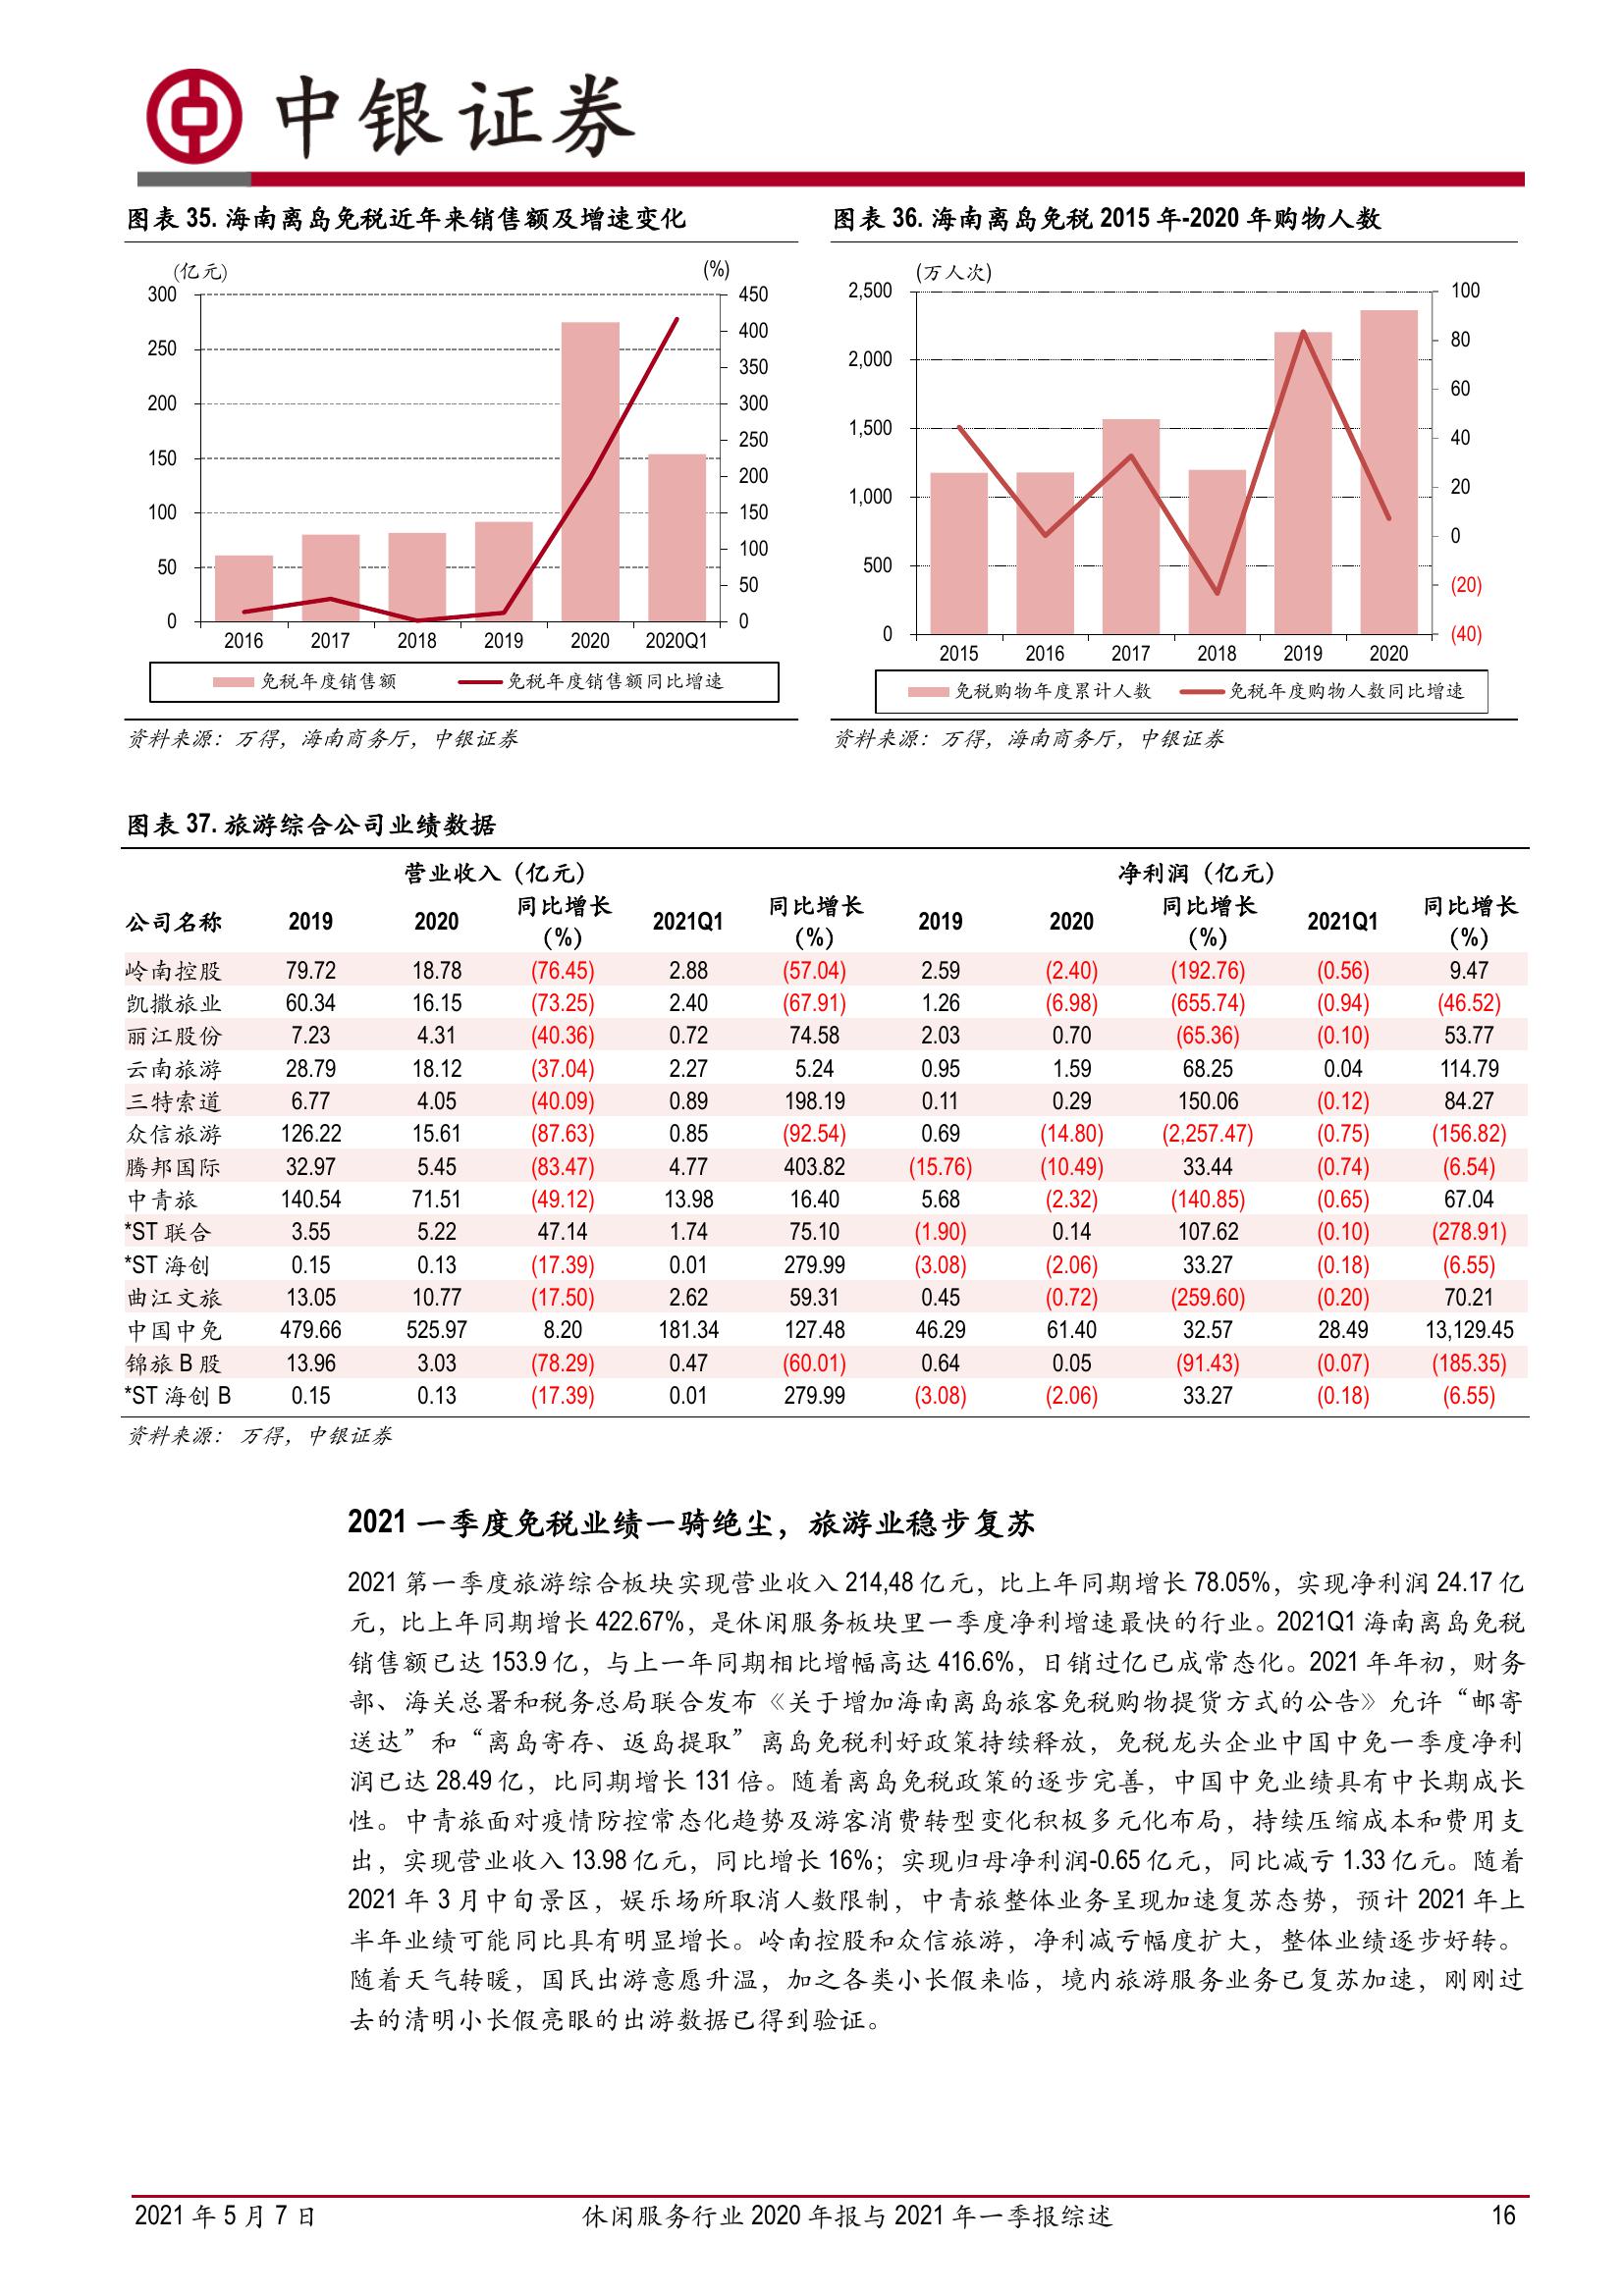 中银证券
图表 35. 海南离岛免税近年来销售额及增速变化
(亿元) (%)
300 450
400
250
350
200 300
250
150
200
100 150
100
50
50
0 0
2016 2017 2018 2019 2020 2020Q1
免税年度销售额 免税年度销售额同比增速
资料来源：万得，海南商务厅，中银证券
图表 36. 海南离岛免税 2015 年-2020 年购物人数
(万人次)
2,500 100
80
2,000
60
1,500 40
20
1,000
0
500
(20)
0 (40)
2015 2016 2017 2018 2019 2020
免税购物年度累计人数 免税年度购物人数同比增速
资料来源：万得，海南商务厅，中银证券
图表 37. 旅游综合公司业绩数据
营业收入（亿元） 净利润（亿元）
公司名称 2019 2020 同比增长(%) 2021Q1 同比增长(%) 2019 2020 同比增长(%) 2021Q1 同比增长(%)
岭南控股 79.72 18.78 (76.45) 2.88 (57.04) 2.59 (2.40) (192.76) (0.56) 9.47
凯撒旅业 60.34 16.15 (73.25) 2.40 (67.91) 1.26 (6.98) (655.74) (0.94) (46.52)
丽江股份 7.23 4.31 (40.36) 0.72 74.58 2.03 0.70 (65.36) (0.10) 53.77
云南旅游 28.79 18.12 (37.04) 2.27 5.24 0.95 1.59 68.25 0.04 114.79
三特索道 6.77 4.05 (40.09) 0.89 198.19 0.11 0.29 150.06 (0.12) 84.27
众信旅游 126.22 15.61 (87.63) 0.85 (92.54) 0.69 (14.80) (2,257.47) (0.75) (156.82)
腾邦国际 32.97 5.45 (83.47) 4.77 403.82 (15.76) (10.49) 33.44 (0.74) (6.54)
中青旅 140.54 71.51 (49.12) 13.98 16.40 5.68 (2.32) (140.85) (0.65) 67.04
*ST 联合 3.55 5.22 47.14 1.74 75.10 (1.90) 0.14 107.62 (0.10) (278.91)
*ST 海创 0.15 0.13 (17.39) 0.01 279.99 (3.08) (2.06) 33.27 (0.18) (6.55)
曲江文旅 13.05 10.77 (17.50) 2.62 59.31 0.45 (0.72) (259.60) (0.20) 70.21
中国中免 479.66 525.97 8.20 181.34 127.48 46.29 61.40 32.57 28.49 13,129.45
锦旅 B 股 13.96 3.03 (78.29) 0.47 (60.01) 0.64 0.05 (91.43) (0.07) (185.35)
*ST 海创 B 0.15 0.13 (17.39) 0.01 279.99 (3.08) (2.06) 33.27 (0.18) (6.55)
资料来源： 万得，中银证券
2021 一季度免税业绩一骑绝尘，旅游业稳步复苏
2021 第一季度旅游综合板块实现营业收入 214,48 亿元，比上年同期增长 78.05%，实现净利润 24.17 亿
元，比上年同期增长 422.67%，是休闲服务板块里一季度净利增速最快的行业。2021Q1 海南离岛免税
销售额已达 153.9 亿，与上一年同期相比增幅高达 416.6%，日销过亿已成常态化。2021 年年初，财务
部、海关总署和税务总局联合发布《关于增加海南离岛旅客免税购物提货方式的公告》允许“邮寄
送达”和“离岛寄存、返岛提取”离岛免税利好政策持续释放，免税龙头企业中国中免一季度净利
润已达 28.49 亿，比同期增长 131 倍。随着离岛免税政策的逐步完善，中国中免业绩具有中长期成长
性。中青旅面对疫情防控常态化趋势及游客消费转型变化积极多元化布局，持续压缩成本和费用支
出，实现营业收入 13.98 亿元，同比增长 16%；实现归母净利润-0.65 亿元，同比减亏 1.33 亿元。随着
2021 年 3 月中旬景区，娱乐场所取消人数限制，中青旅整体业务呈现加速复苏态势，预计 2021 年上
半年业绩可能同比具有明显增长。岭南控股和众信旅游，净利减亏幅度扩大，整体业绩逐步好转。
随着天气转暖，国民出游意愿升温，加之各类小长假来临，境内旅游服务业务已复苏加速，刚刚过
去的清明小长假亮眼的出游数据已得到验证。
2021 年 5 月 7 日 休闲服务行业 2020 年报与 2021 年一季报综述 16